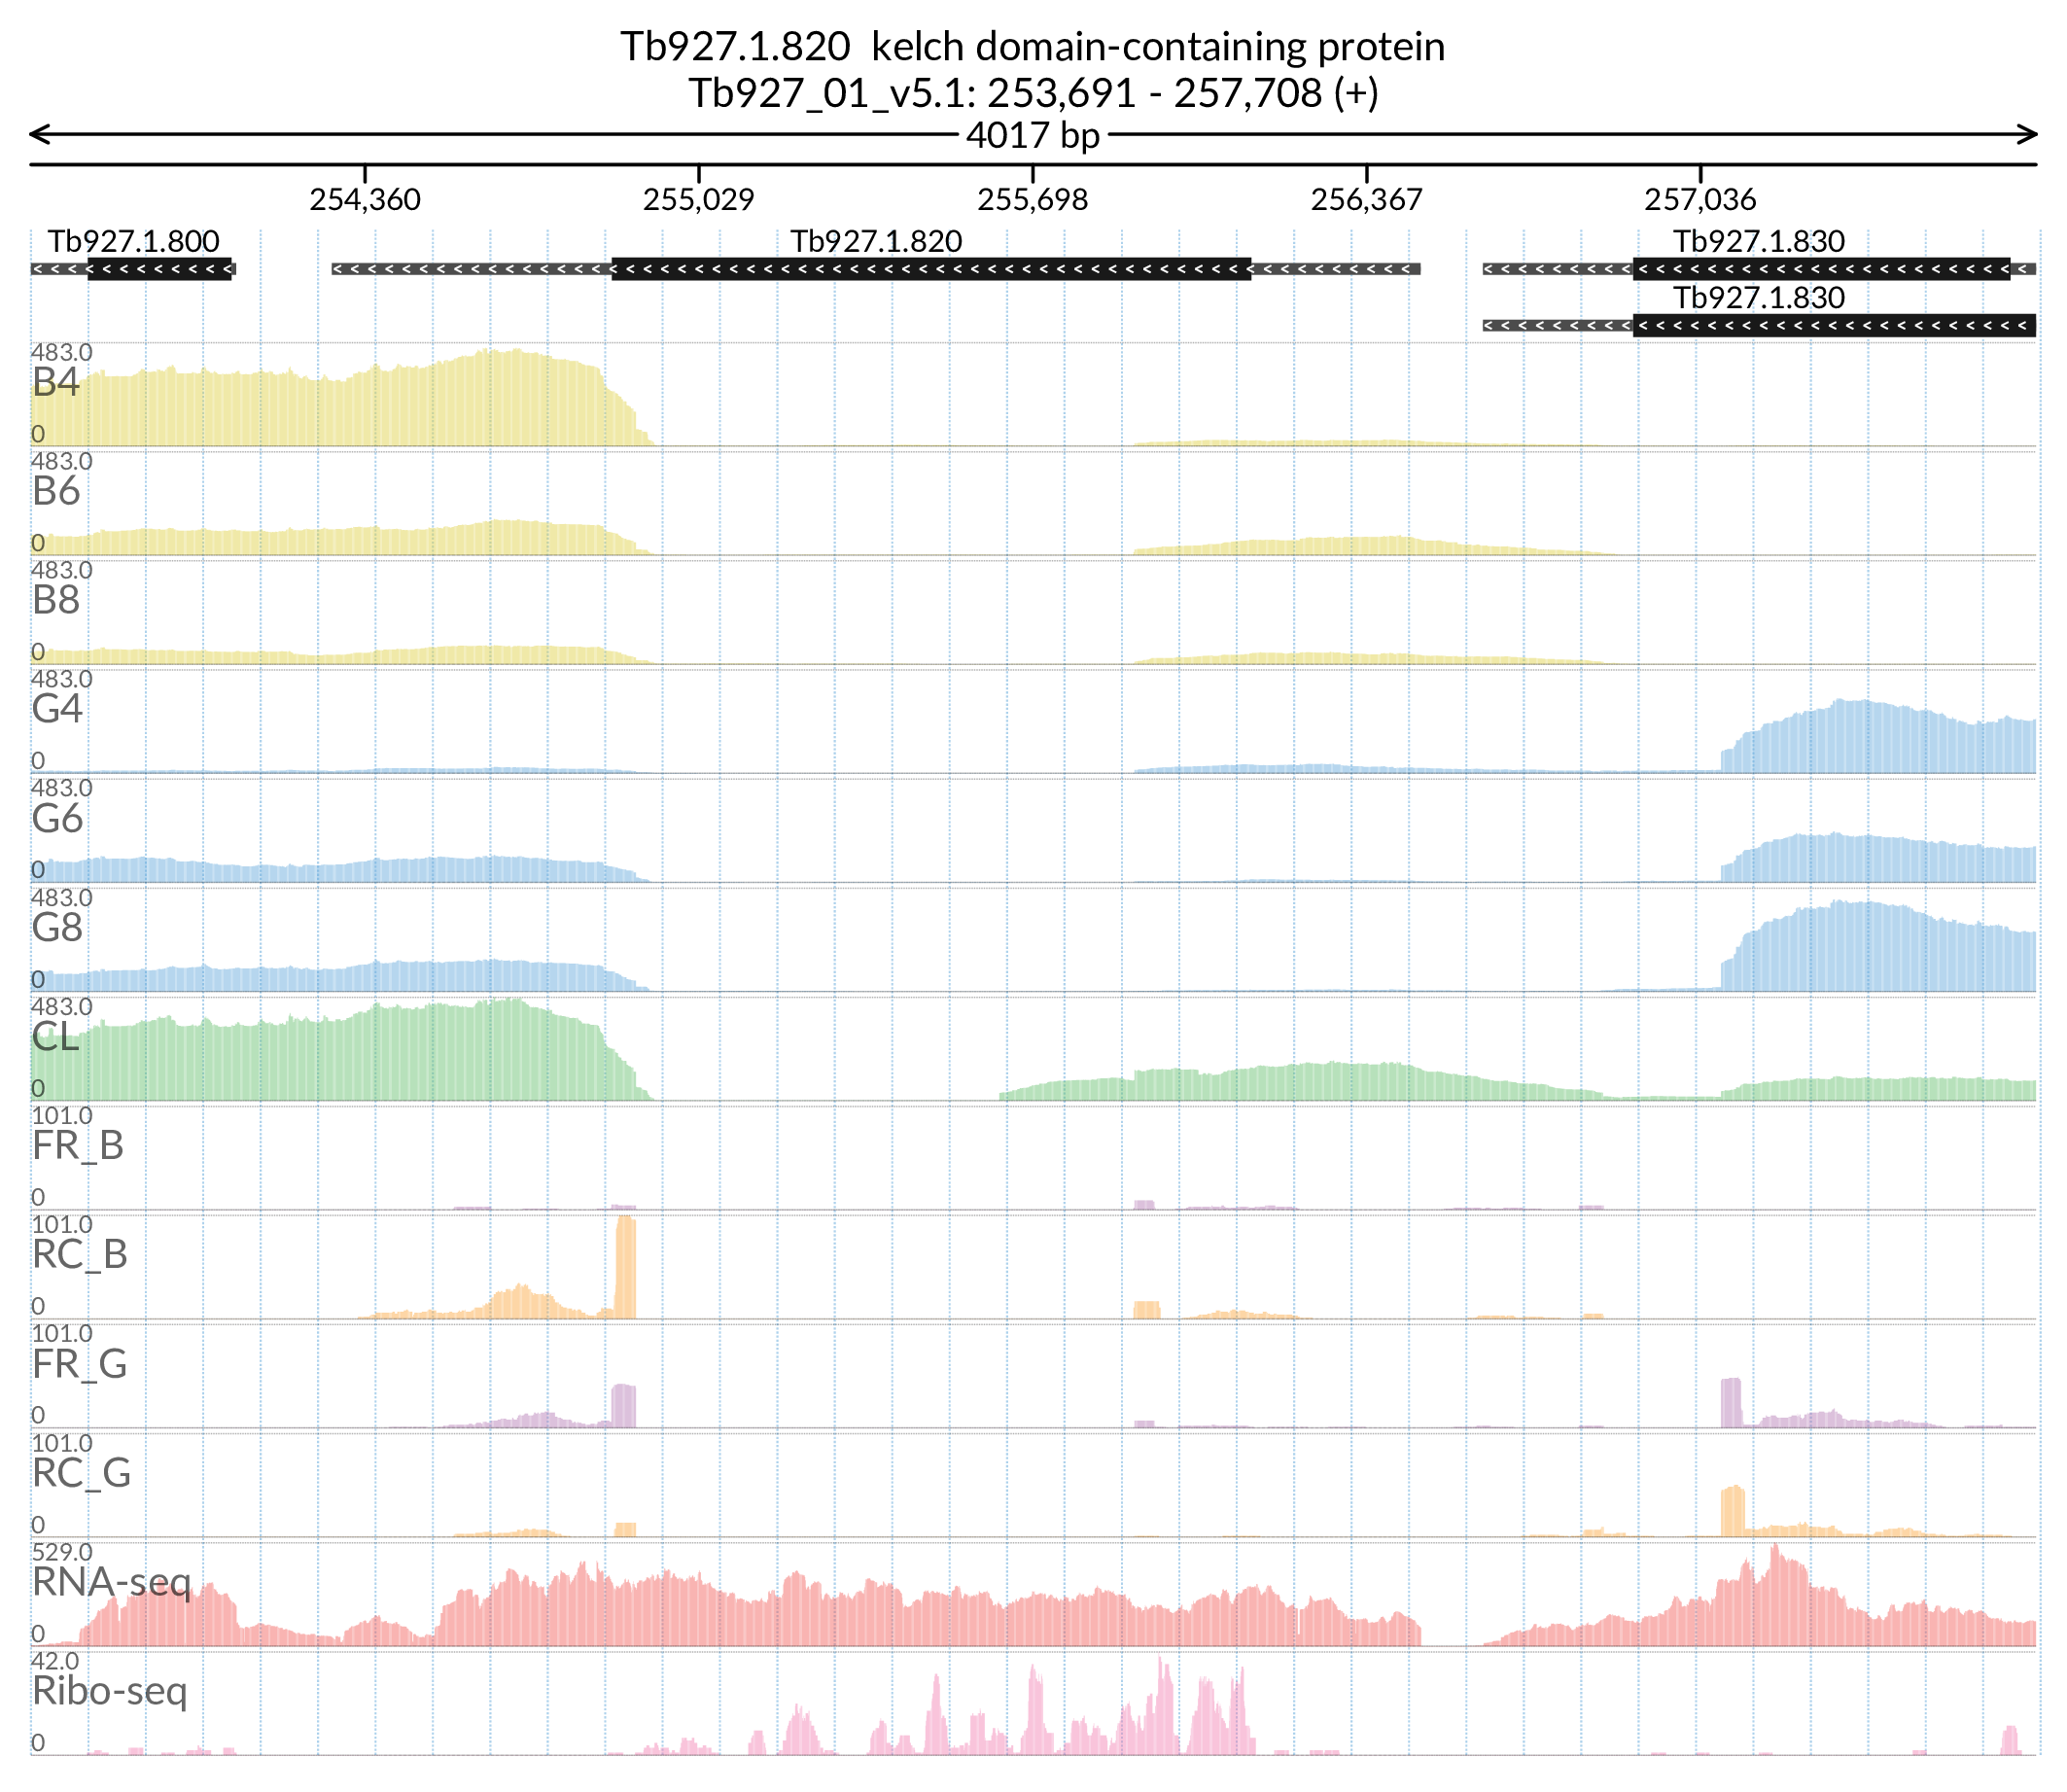 Tb927.1.820 kelch domain-containing protein
Tb927_01_v5.1: 253,691 - 257,708 (+)
4017 bp
254,360 255,029 255,698 256,367 257,036
Tb927.1.800 Tb927.1.820 Tb927.1.830
Tb927.1.830
483.0
B4
0
483.0
B6
0
483.0
B8
0
483.0
G4
0
483.0
G6
0
483.0
G8
0
483.0
CL
0
101.0
FR_B
0
101.0
RC_B
0
101.0
FR_G
0
101.0
RC_G
0
529.0
RNA-seq
0
42.0
Ribo-seq
0